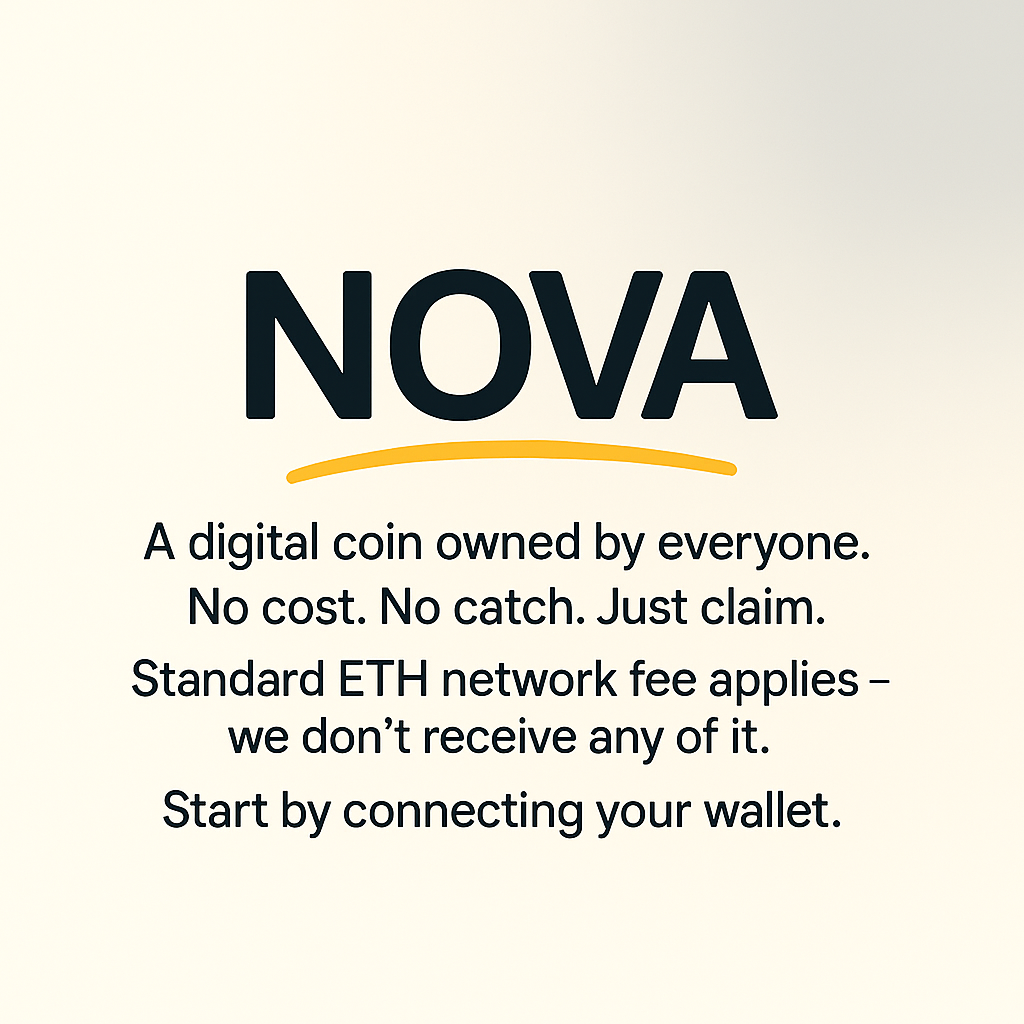 NOVA
A digital coin owned by everyone.
No cost. No catch. Just claim.
Standard ETH network fee applies –
we don’t receive any of it.
Start by connecting your wallet.